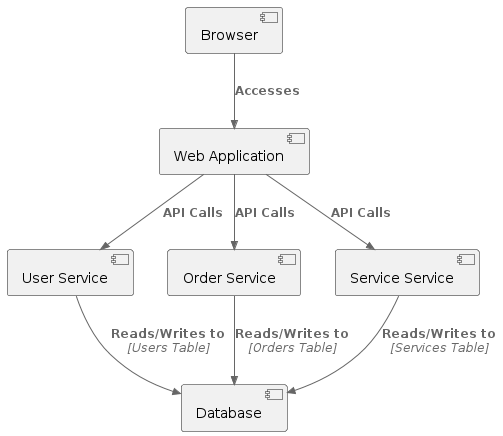 Browser
Accesses
Web Application
API Calls
API Calls
API Calls
User Service
Order Service
Service Service
Reads/Writes to
[Users Table]
Reads/Writes to
[Orders Table]
Reads/Writes to
[Services Table]
Database